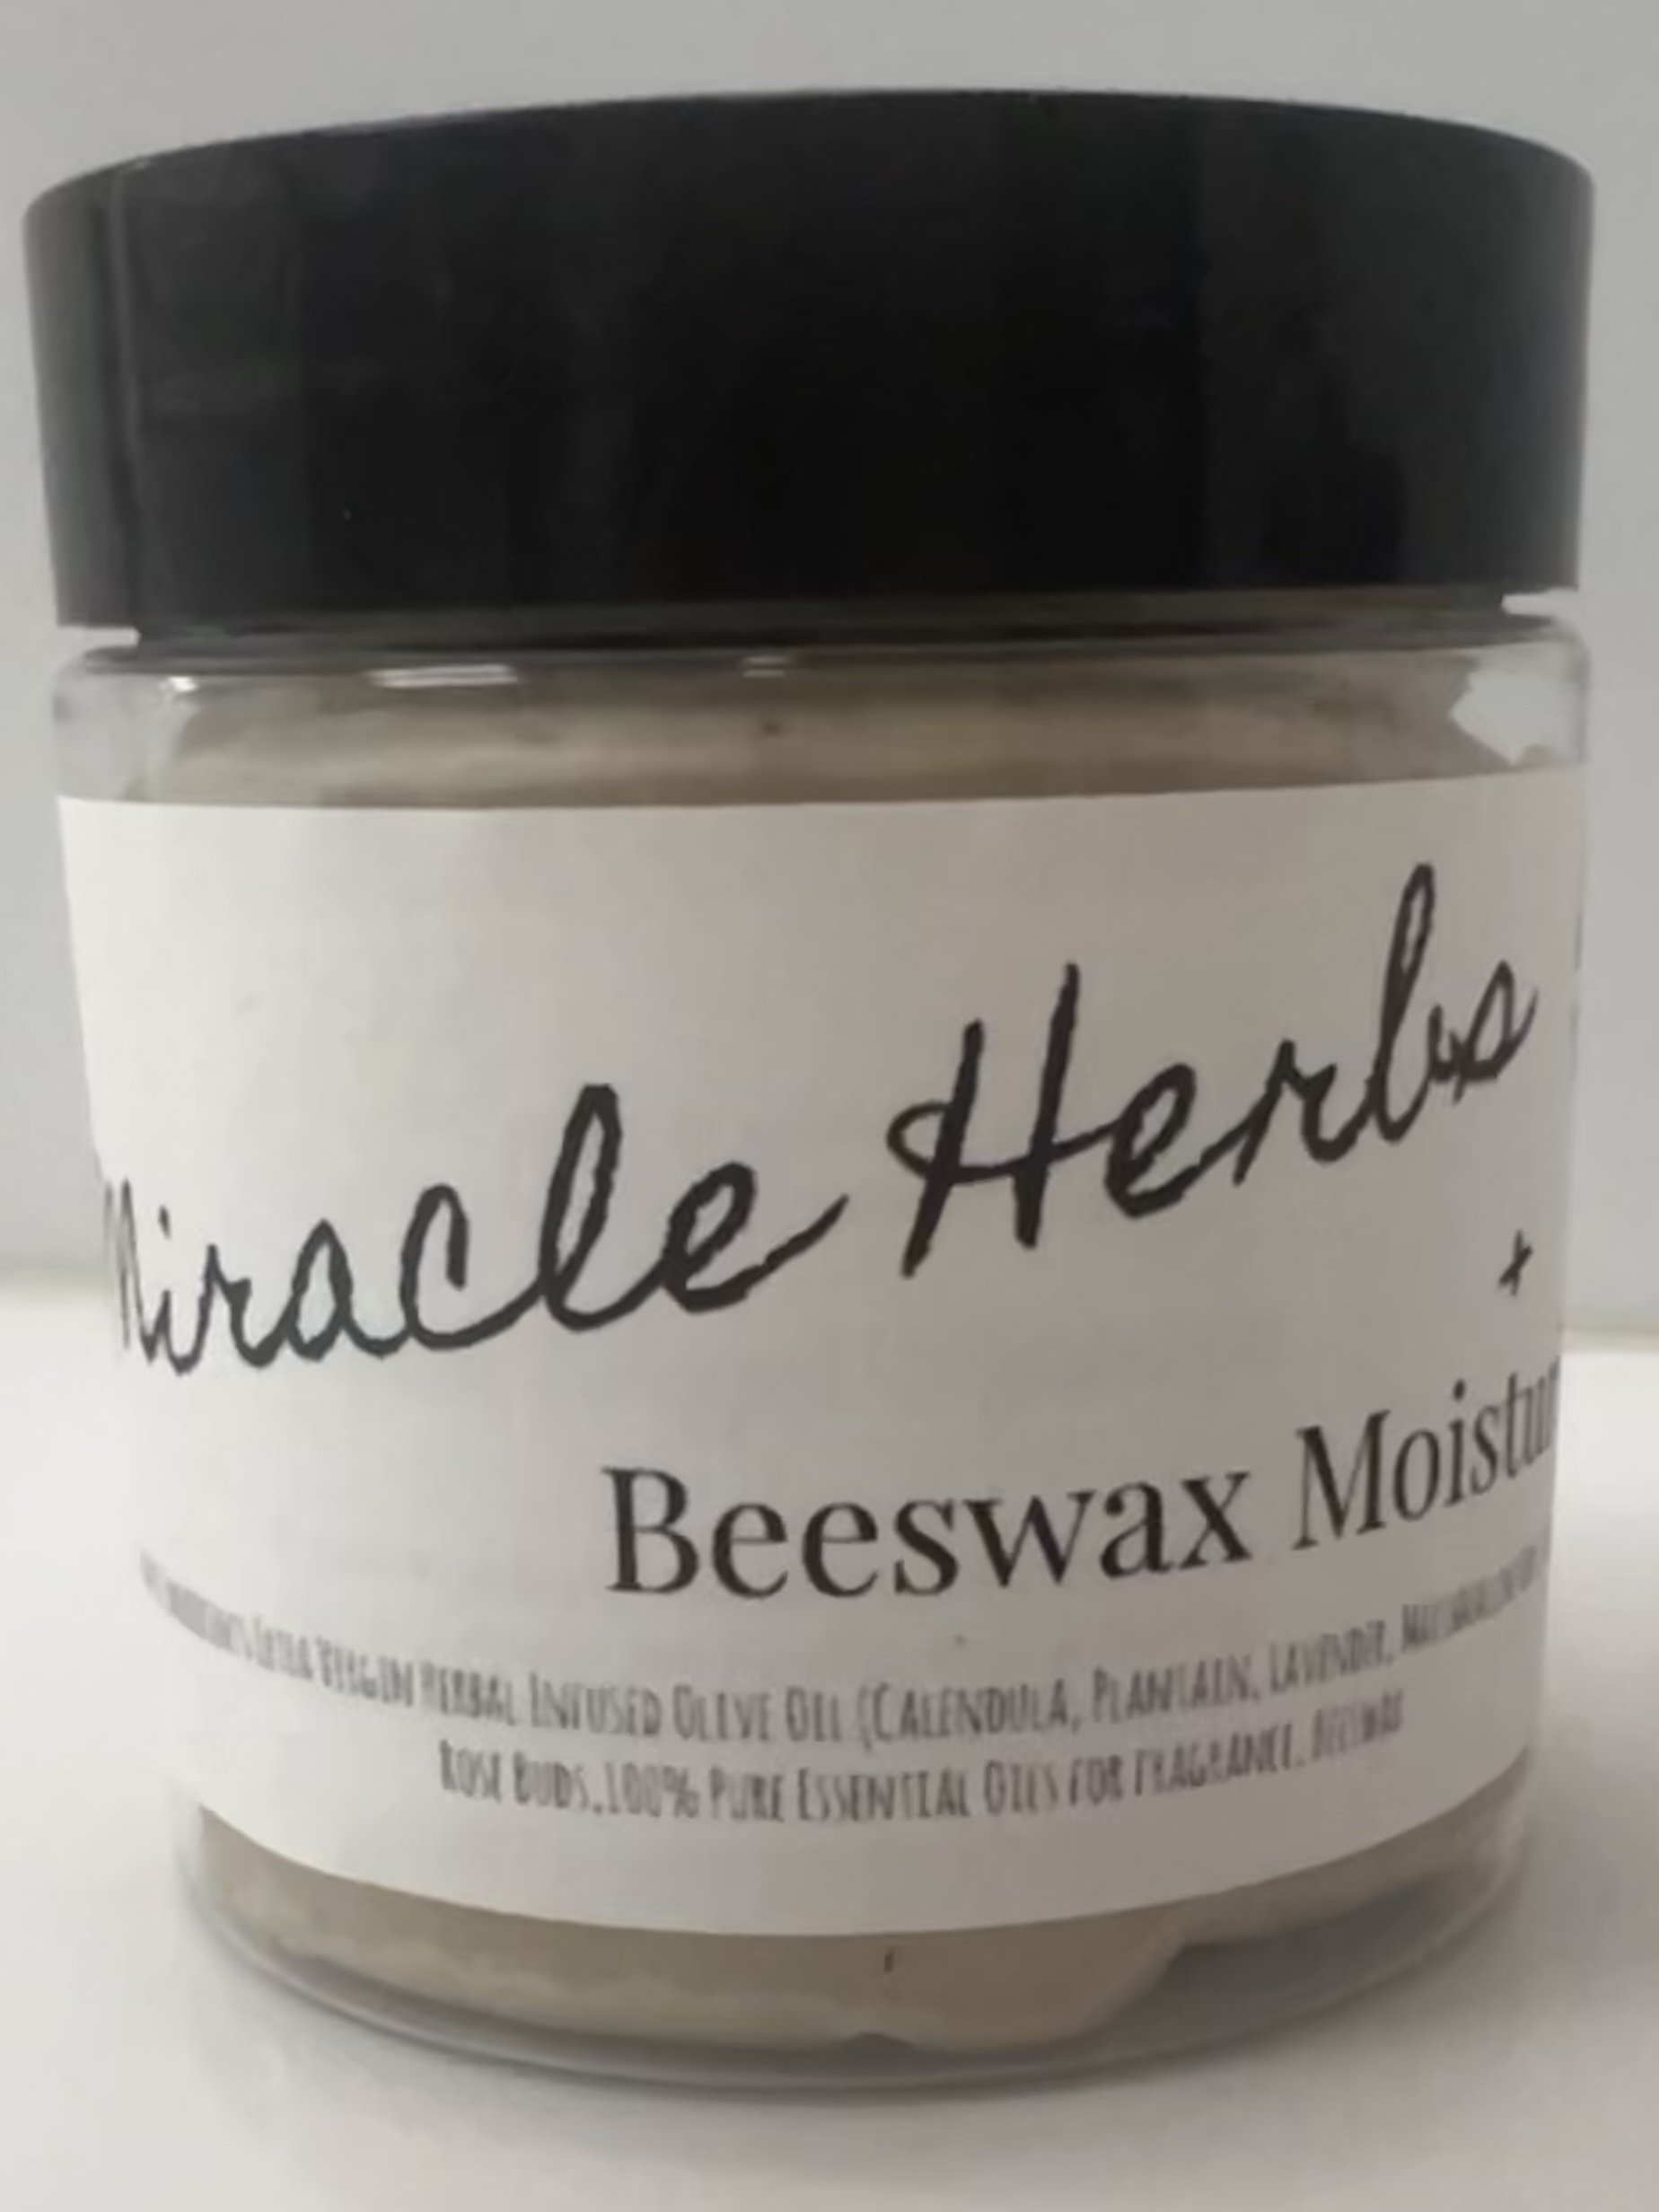 Miracle Herbs
+
Beeswax Moistur
EXTRA VIRGIN HERBAL INFUSED OLIVE OIL (CALENDULA, PLANTAIN, LAVENDER,
ROSE BUDS.100% PURE ESSENTIAL OILS FOR FRAGRANCE. BEESWAX